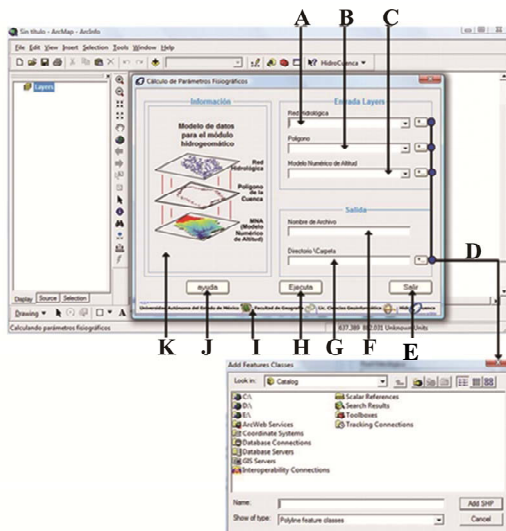 A B C
Sin título - ArcMap - ArcInfo
File Edit View Insert Selection Tools Window Help
HidroCuenca
Layers
Cálculo de Parámetros Fisiográficos
Información
Modelo de datos
para el módulo
hidrogeomático
Red
Hidrológica
Polígono
de la
Cuenca
MNA
(Modelo
Numérico
de Altitud)
Entrada Layers
Red Hidrológica
Polígono
Modelo Numérico de Altitud
Salida
Nombre de Archivo
Directorio \Carpeta
D
ayuda
Ejecuta
Salir
Universidad Autónoma del Estado de México
Facultad de Geografía
Lic. Ciencias Geoinformática
Display Source Selection
Drawing
A
Calculando parámetros fisiográficos
Unknown Units
K J I H G F E
Add Features Classes
Look in:
Catalog
C:\
D:\
E:\
ArcWeb Services
Coordinate Systems
Database Connections
Database Servers
GIS Servers
Interoperability Connections
Scalar References
Search Results
Toolboxes
Tracking Connections
Name:
Add SHP
Show of type:
Polyline feature classes
Cancel